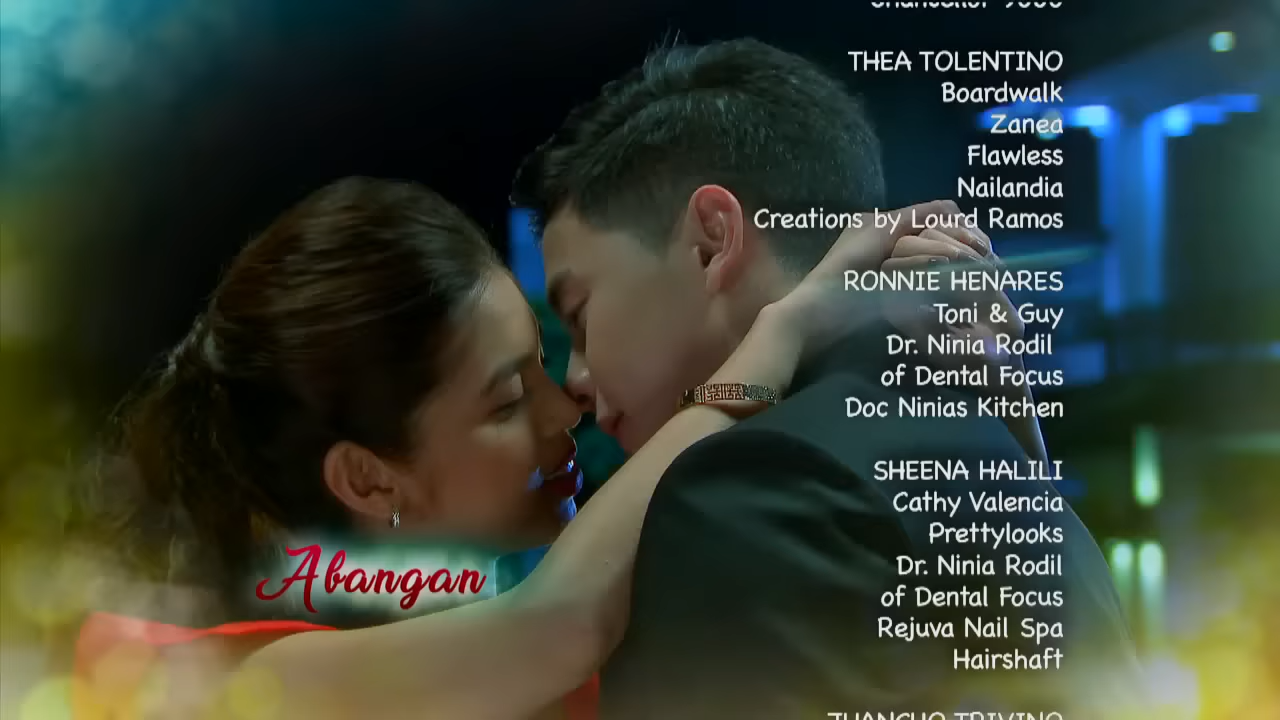 THEA TOLENTINO
Boardwalk
Zanea
Flawless
Nailandia
Creations by Lourd Ramos
RONNIE HENARES
Toni & Guy
Dr. Ninia Rodil
of Dental Focus
Doc Ninias Kitchen
SHEENA HALILI
Cathy Valencia
Prettylooks
Dr. Ninia Rodil
of Dental Focus
Rejuva Nail Spa
Hairshaft
Abangan